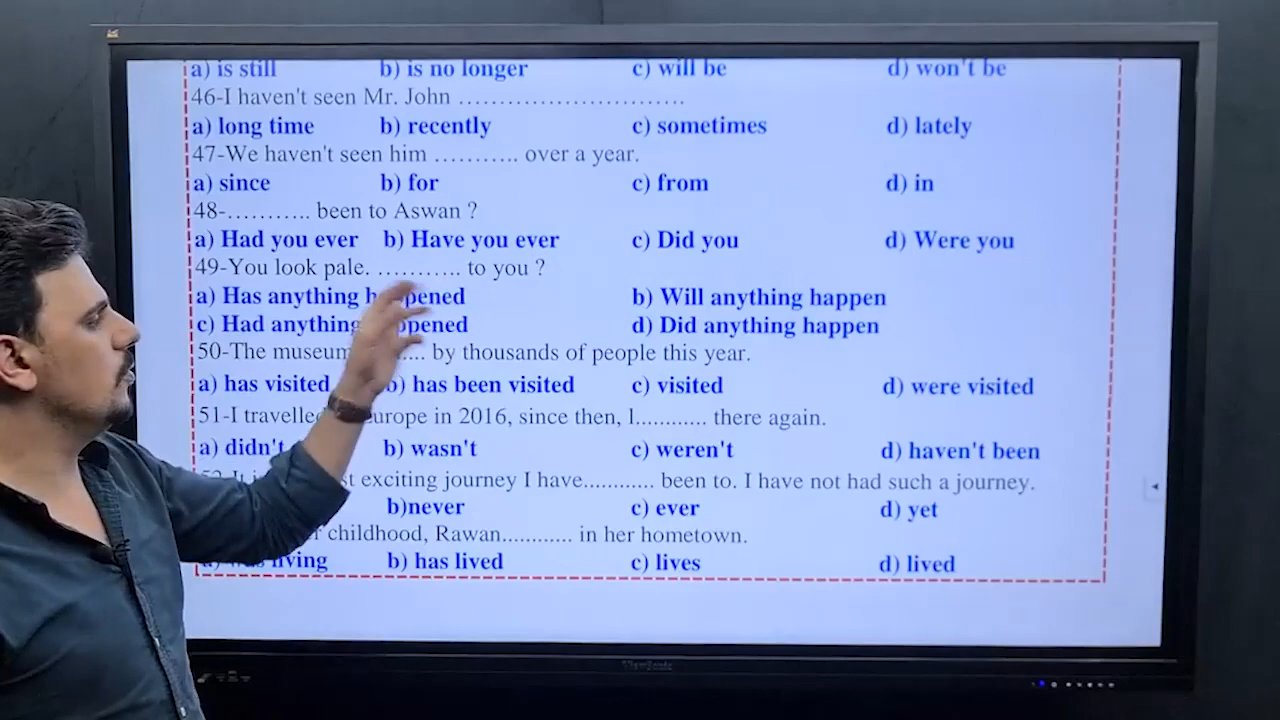 a) is still b) is no longer c) will be d) won't be
46-I haven't seen Mr. John ............................
a) long time b) recently c) sometimes d) lately
47-We haven't seen him ........... over a year.
a) since b) for c) from d) in
48-........... been to Aswan ?
a) Had you ever b) Have you ever c) Did you d) Were you
49-You look pale. ........... to you ?
a) Has anything happened b) Will anything happen
c) Had anything happened d) Did anything happen
50-The museum .... by thousands of people this year.
a) has visited b) has been visited c) visited d) were visited
51-I travelled Europe in 2016, since then, I........... there again.
a) didn't b) wasn't c) weren't d) haven't been
exciting journey I have........... been to. I have not had such a journey.
b)never c) ever d) yet
childhood, Rawan............ in her hometown.
living b) has lived c) lives d) lived
ViewSonic